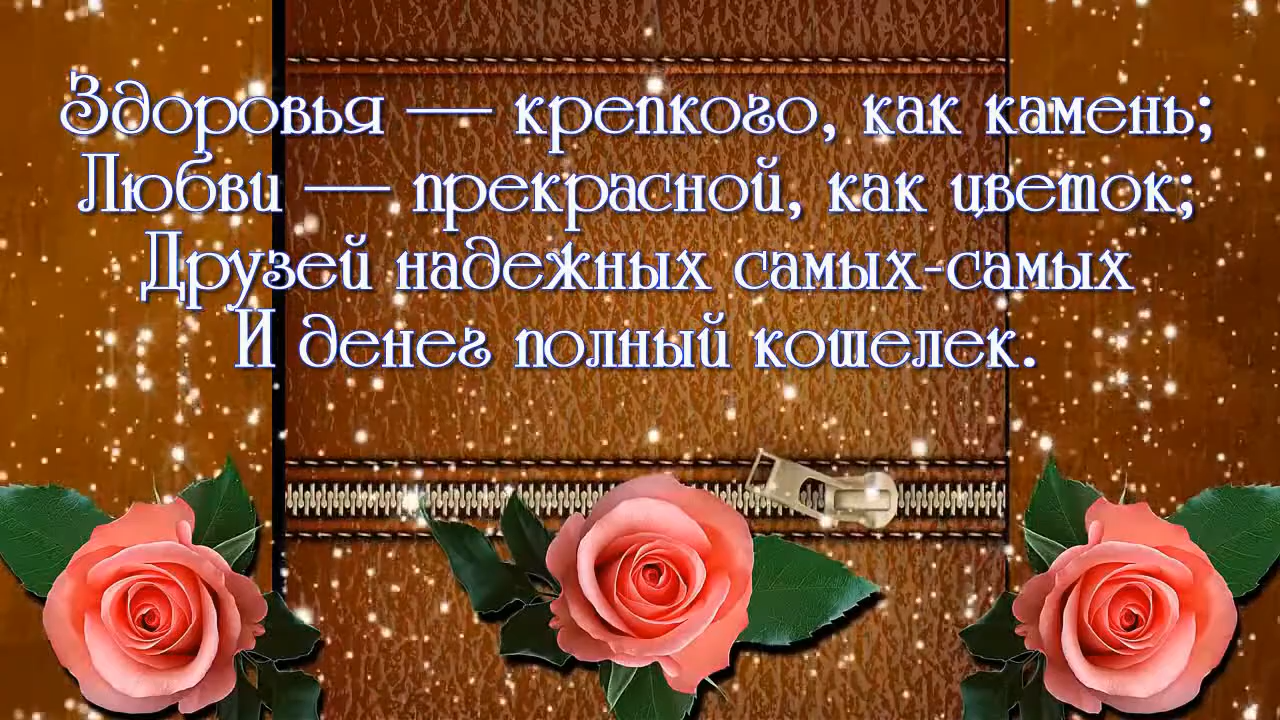 Здоровья — крепкого, как камень;
Любви — прекрасной, как цветок;
Друзей надежных самых-самых
И денег полный кошелек.